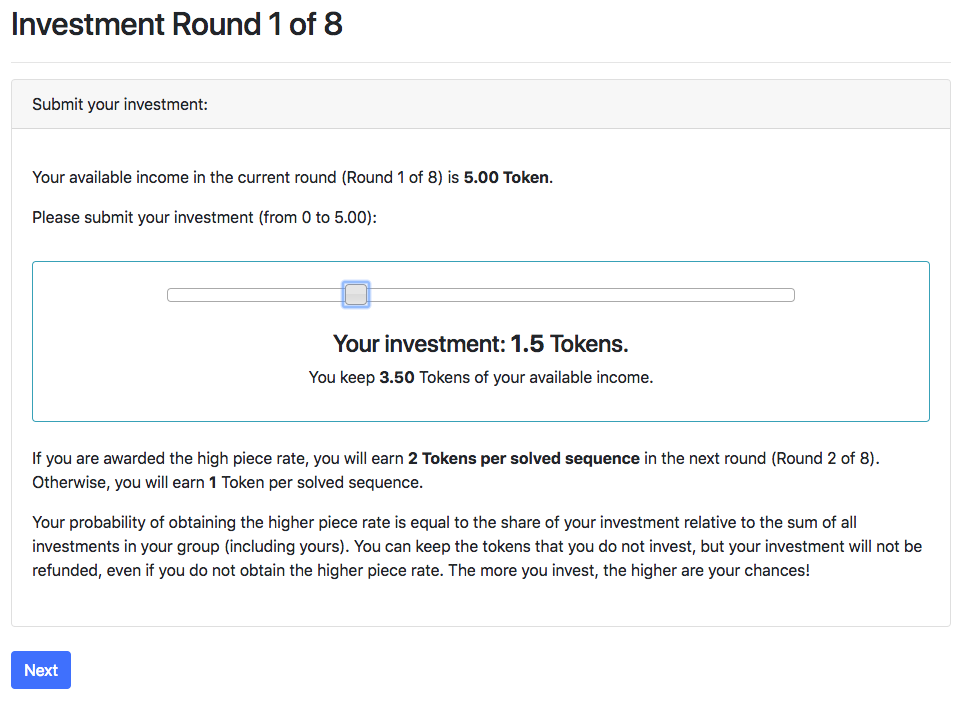 Investment Round 1 of 8
Submit your investment:
Your available income in the current round (Round 1 of 8) is 5.00 Token.
Please submit your investment (from 0 to 5.00):
Your investment: 1.5 Tokens.
You keep 3.50 Tokens of your available income.
If you are awarded the high piece rate, you will earn 2 Tokens per solved sequence in the next round (Round 2 of 8).
Otherwise, you will earn 1 Token per solved sequence.
Your probability of obtaining the higher piece rate is equal to the share of your investment relative to the sum of all
investments in your group (including yours). You can keep the tokens that you do not invest, but your investment will not be
refunded, even if you do not obtain the higher piece rate. The more you invest, the higher are your chances!
Next